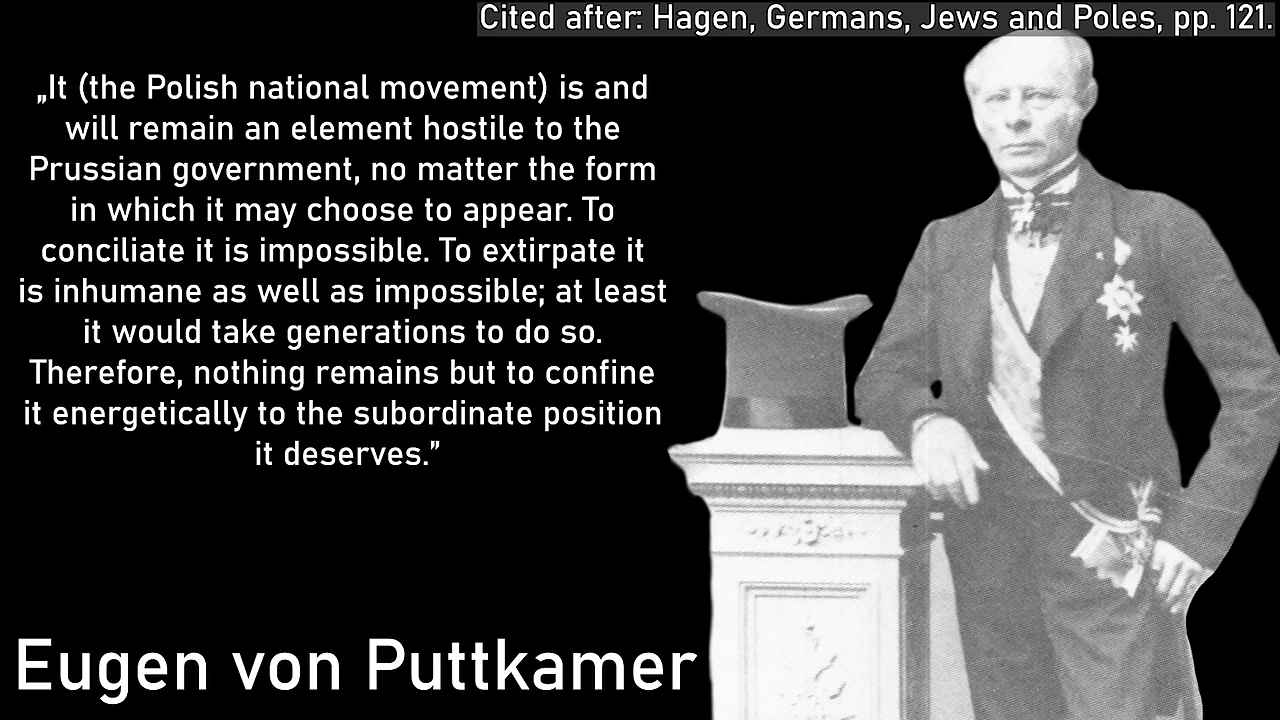 Cited after: Hagen, Germans, Jews and Poles, pp. 121.
„It (the Polish national movement) is and
will remain an element hostile to the
Prussian government, no matter the form
in which it may choose to appear. To
conciliate it is impossible. To extirpate it
is inhumane as well as impossible; at least
it would take generations to do so.
Therefore, nothing remains but to confine
it energetically to the subordinate position
it deserves.”
Eugen von Puttkamer